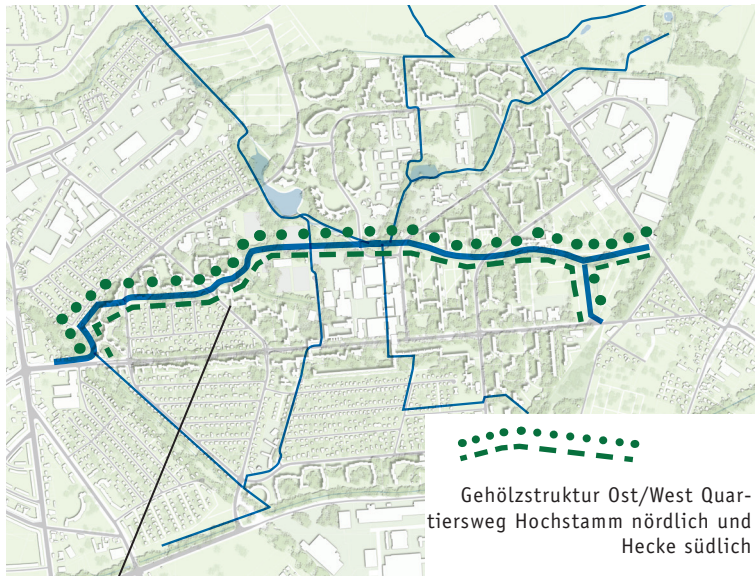 Gehölzstruktur Ost/West Quar-
tiersweg Hochstamm nördlich und
Hecke südlich